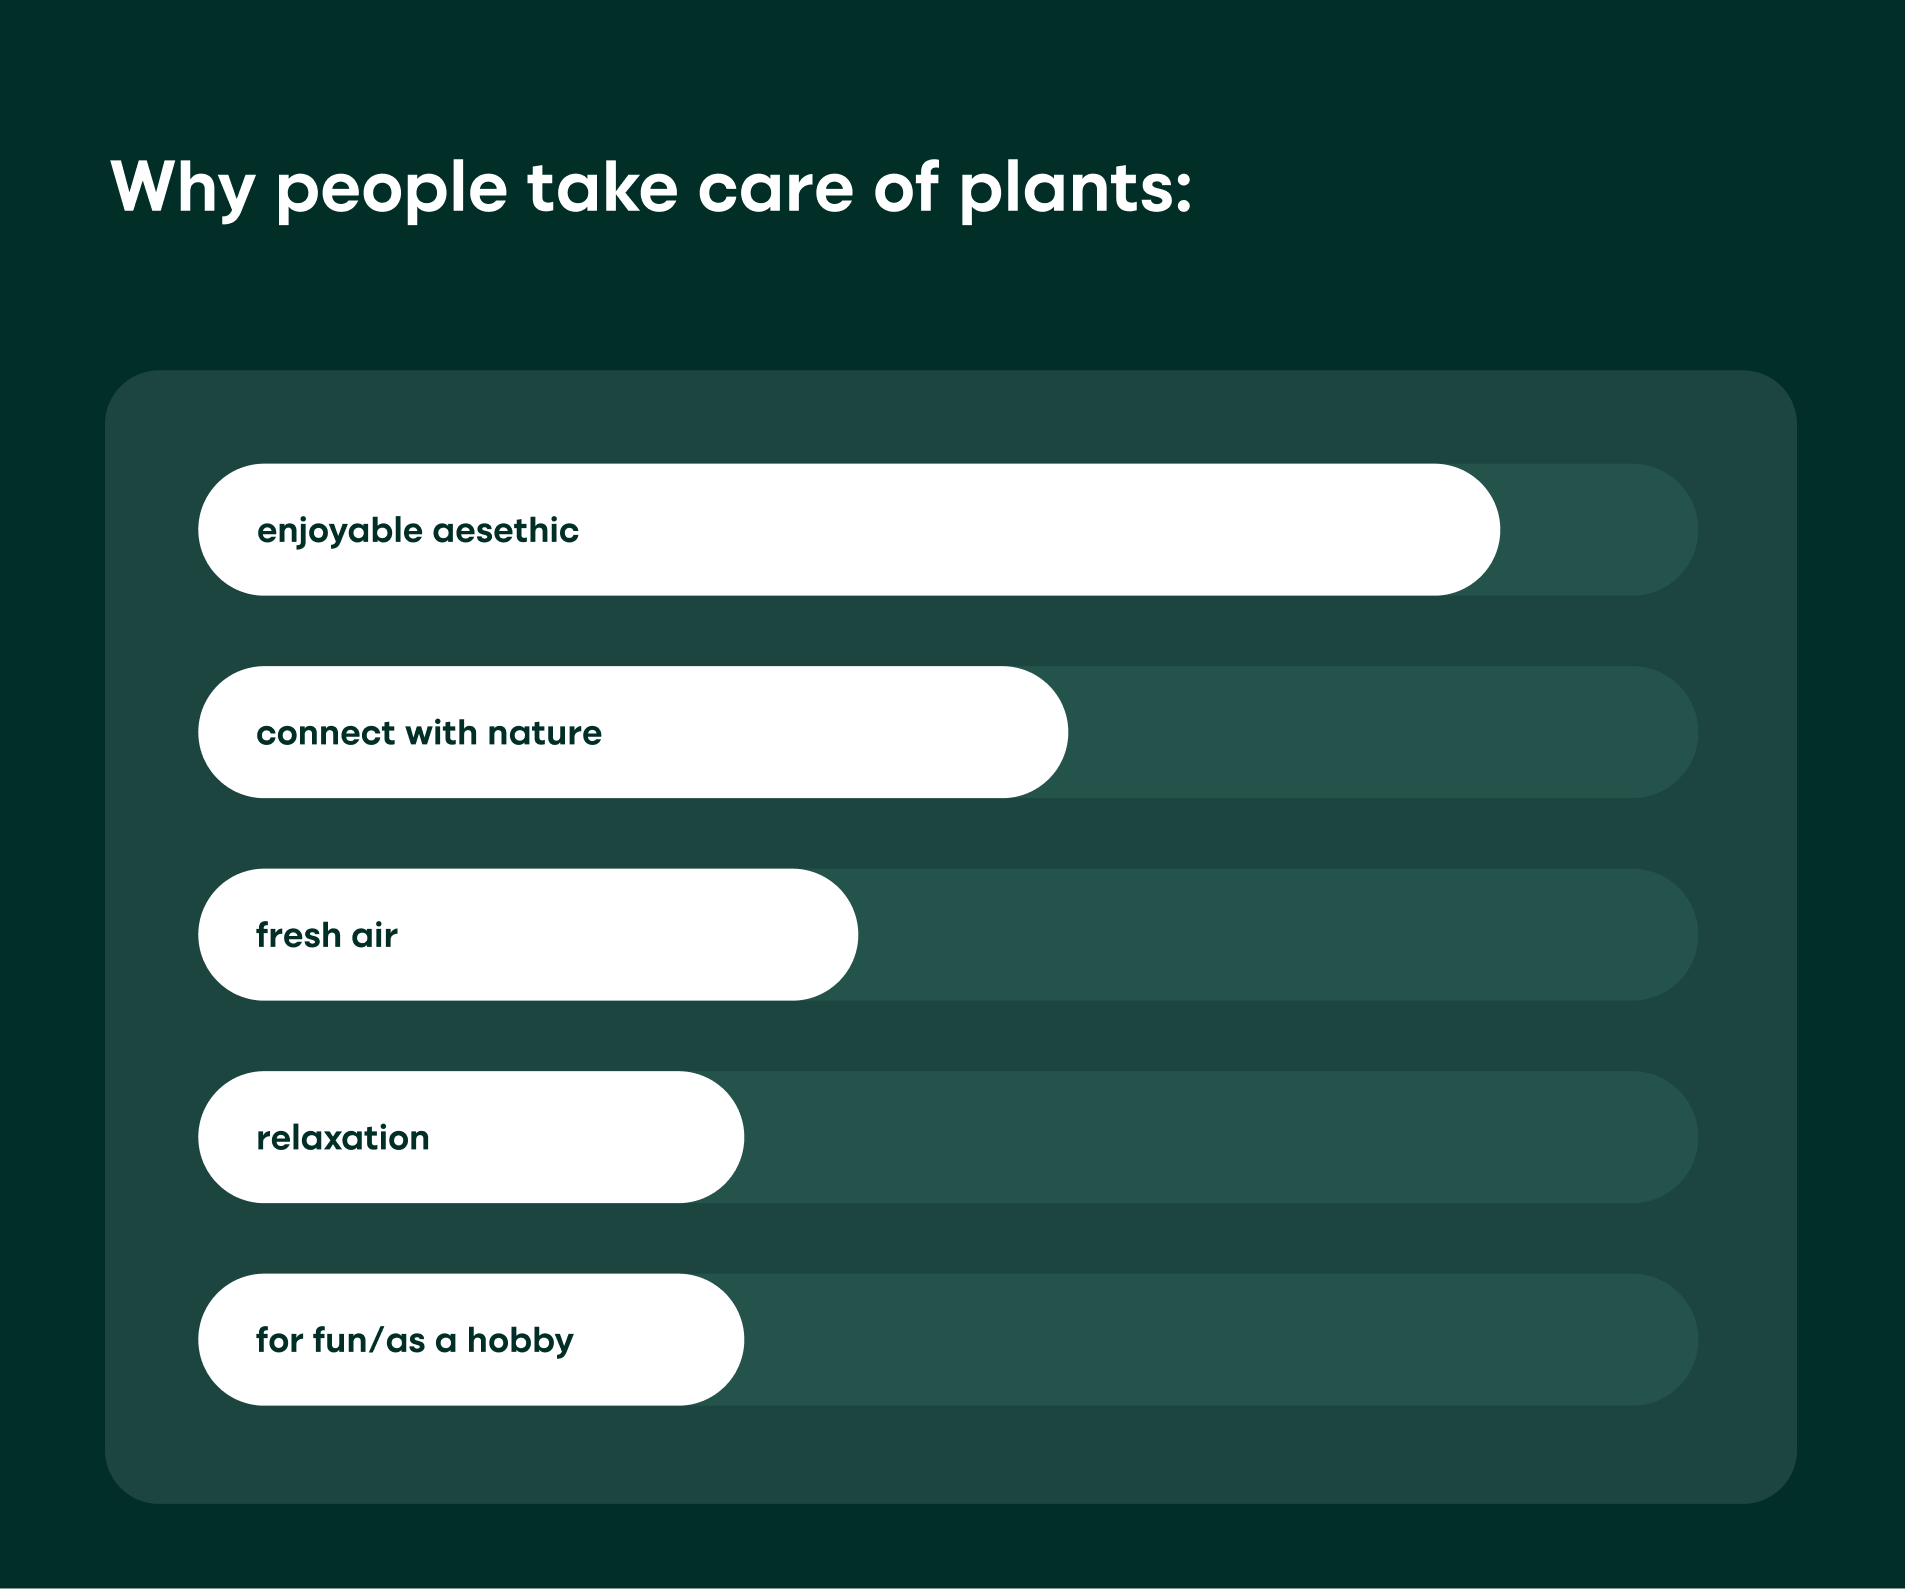 Why people take care of plants:
enjoyable aesethic
connect with nature
fresh air
relaxation
for fun/as a hobby